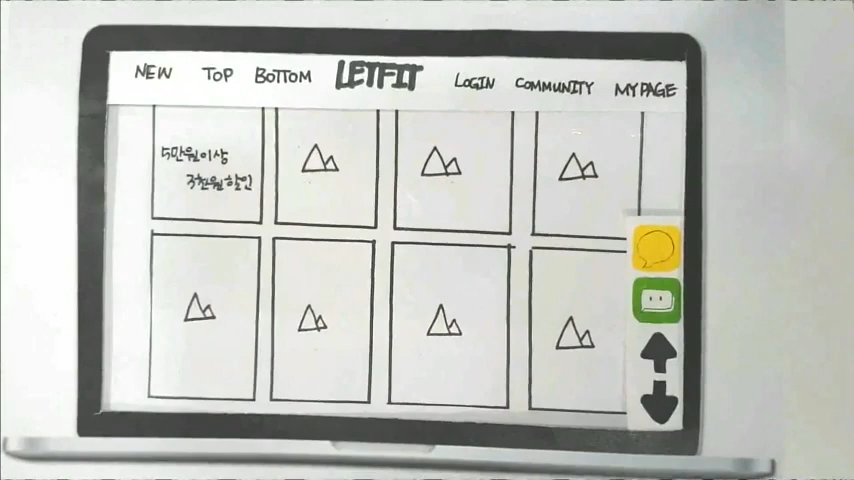 NEW TOP BOTTOM LETFIT LOGIN COMMUNITY MYPAGE
5만원이상
3천원할인